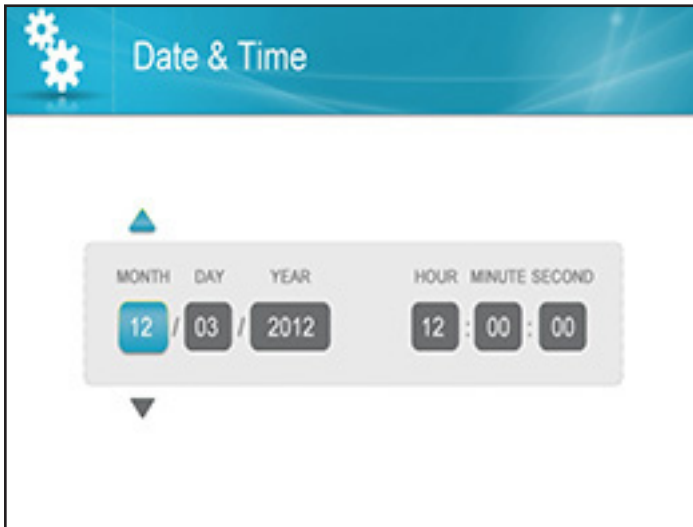 Date & Time
MONTH DAY YEAR HOUR MINUTE SECOND
12 / 03 / 2012 12 : 00 : 00